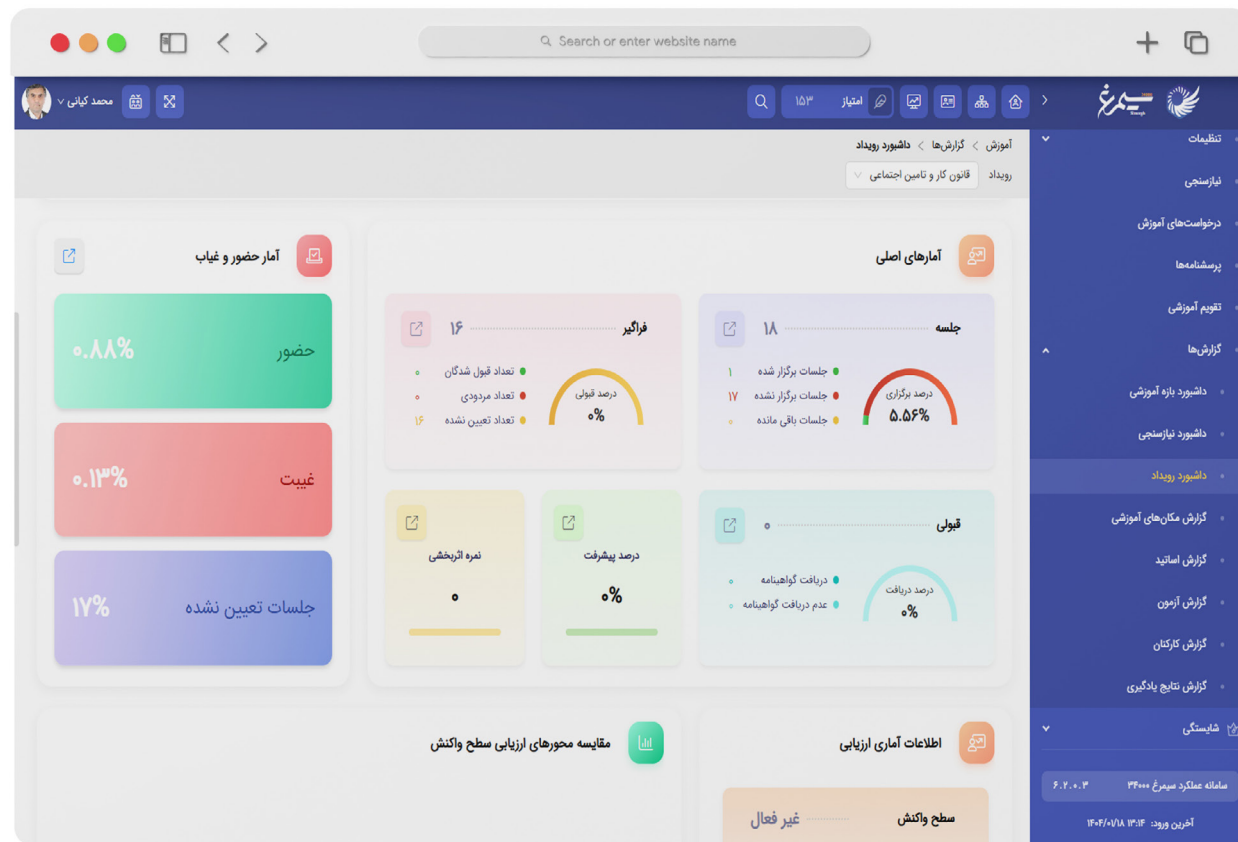 Search or enter website name
سیمرغ
امتیاز ۱۵۳
محمد کیانی
تنظیمات
نیازسنجی
درخواست‌های آموزش
پرسشنامه‌ها
تقویم آموزشی
گزارش‌ها
داشبورد بازه آموزشی
داشبورد نیازسنجی
داشبورد رویداد
گزارش مکان‌های آموزشی
گزارش اساتید
گزارش آزمون
گزارش کارکنان
گزارش نتایج یادگیری
شایستگی
سامانه عملکرد سیمرغ ۳۴۰۰۰ ۶.۲.۰.۳
آخرین ورود: ۱۴۰۴/۰۱/۱۸ ۱۳:۱۴
آموزش > گزارش‌ها > داشبورد رویداد
رویداد قانون کار و تامین اجتماعی
آمارهای اصلی
جلسه ۱۸
جلسات برگزار شده ۱
جلسات برگزار نشده ۱۷
جلسات باقی مانده ۰
درصد برگزاری
۵.۵۶%
فراگیر ۱۶
تعداد قبول شدگان ۰
تعداد مردودی ۰
تعداد تعیین نشده ۱۶
درصد قبولی
۰%
قبولی ۰
دریافت گواهینامه ۰
عدم دریافت گواهینامه ۰
درصد دریافت
۰%
درصد پیشرفت
۰%
نمره اثربخشی
۰
آمار حضور و غیاب
حضور ۰.۸۸%
غیبت ۰.۱۳%
جلسات تعیین نشده ۱۷%
اطلاعات آماری ارزیابی
سطح واکنش غیر فعال
مقایسه محورهای ارزیابی سطح واکنش